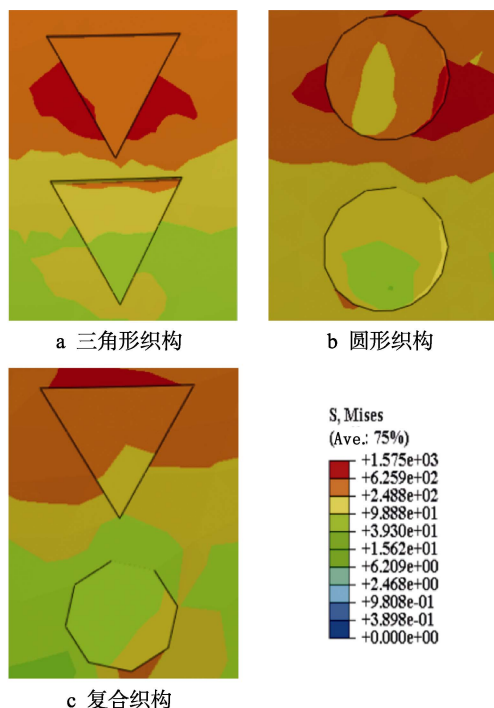 a 三角形织构
b 圆形织构
S, Mises
(Ave.: 75%)
+1.575e+03
+6.259e+02
+2.488e+02
+9.888e+01
+3.930e+01
+1.562e+01
+6.209e+00
+2.468e+00
+9.808e-01
+3.898e-01
+0.000e+00
c 复合织构